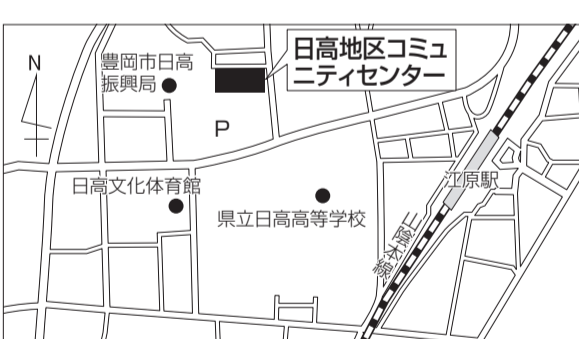 N
豊岡市日高
振興局
日高地区コミュ
ニティセンター
P
日高文化体育館
県立日高高等学校
江原駅
山陰本線